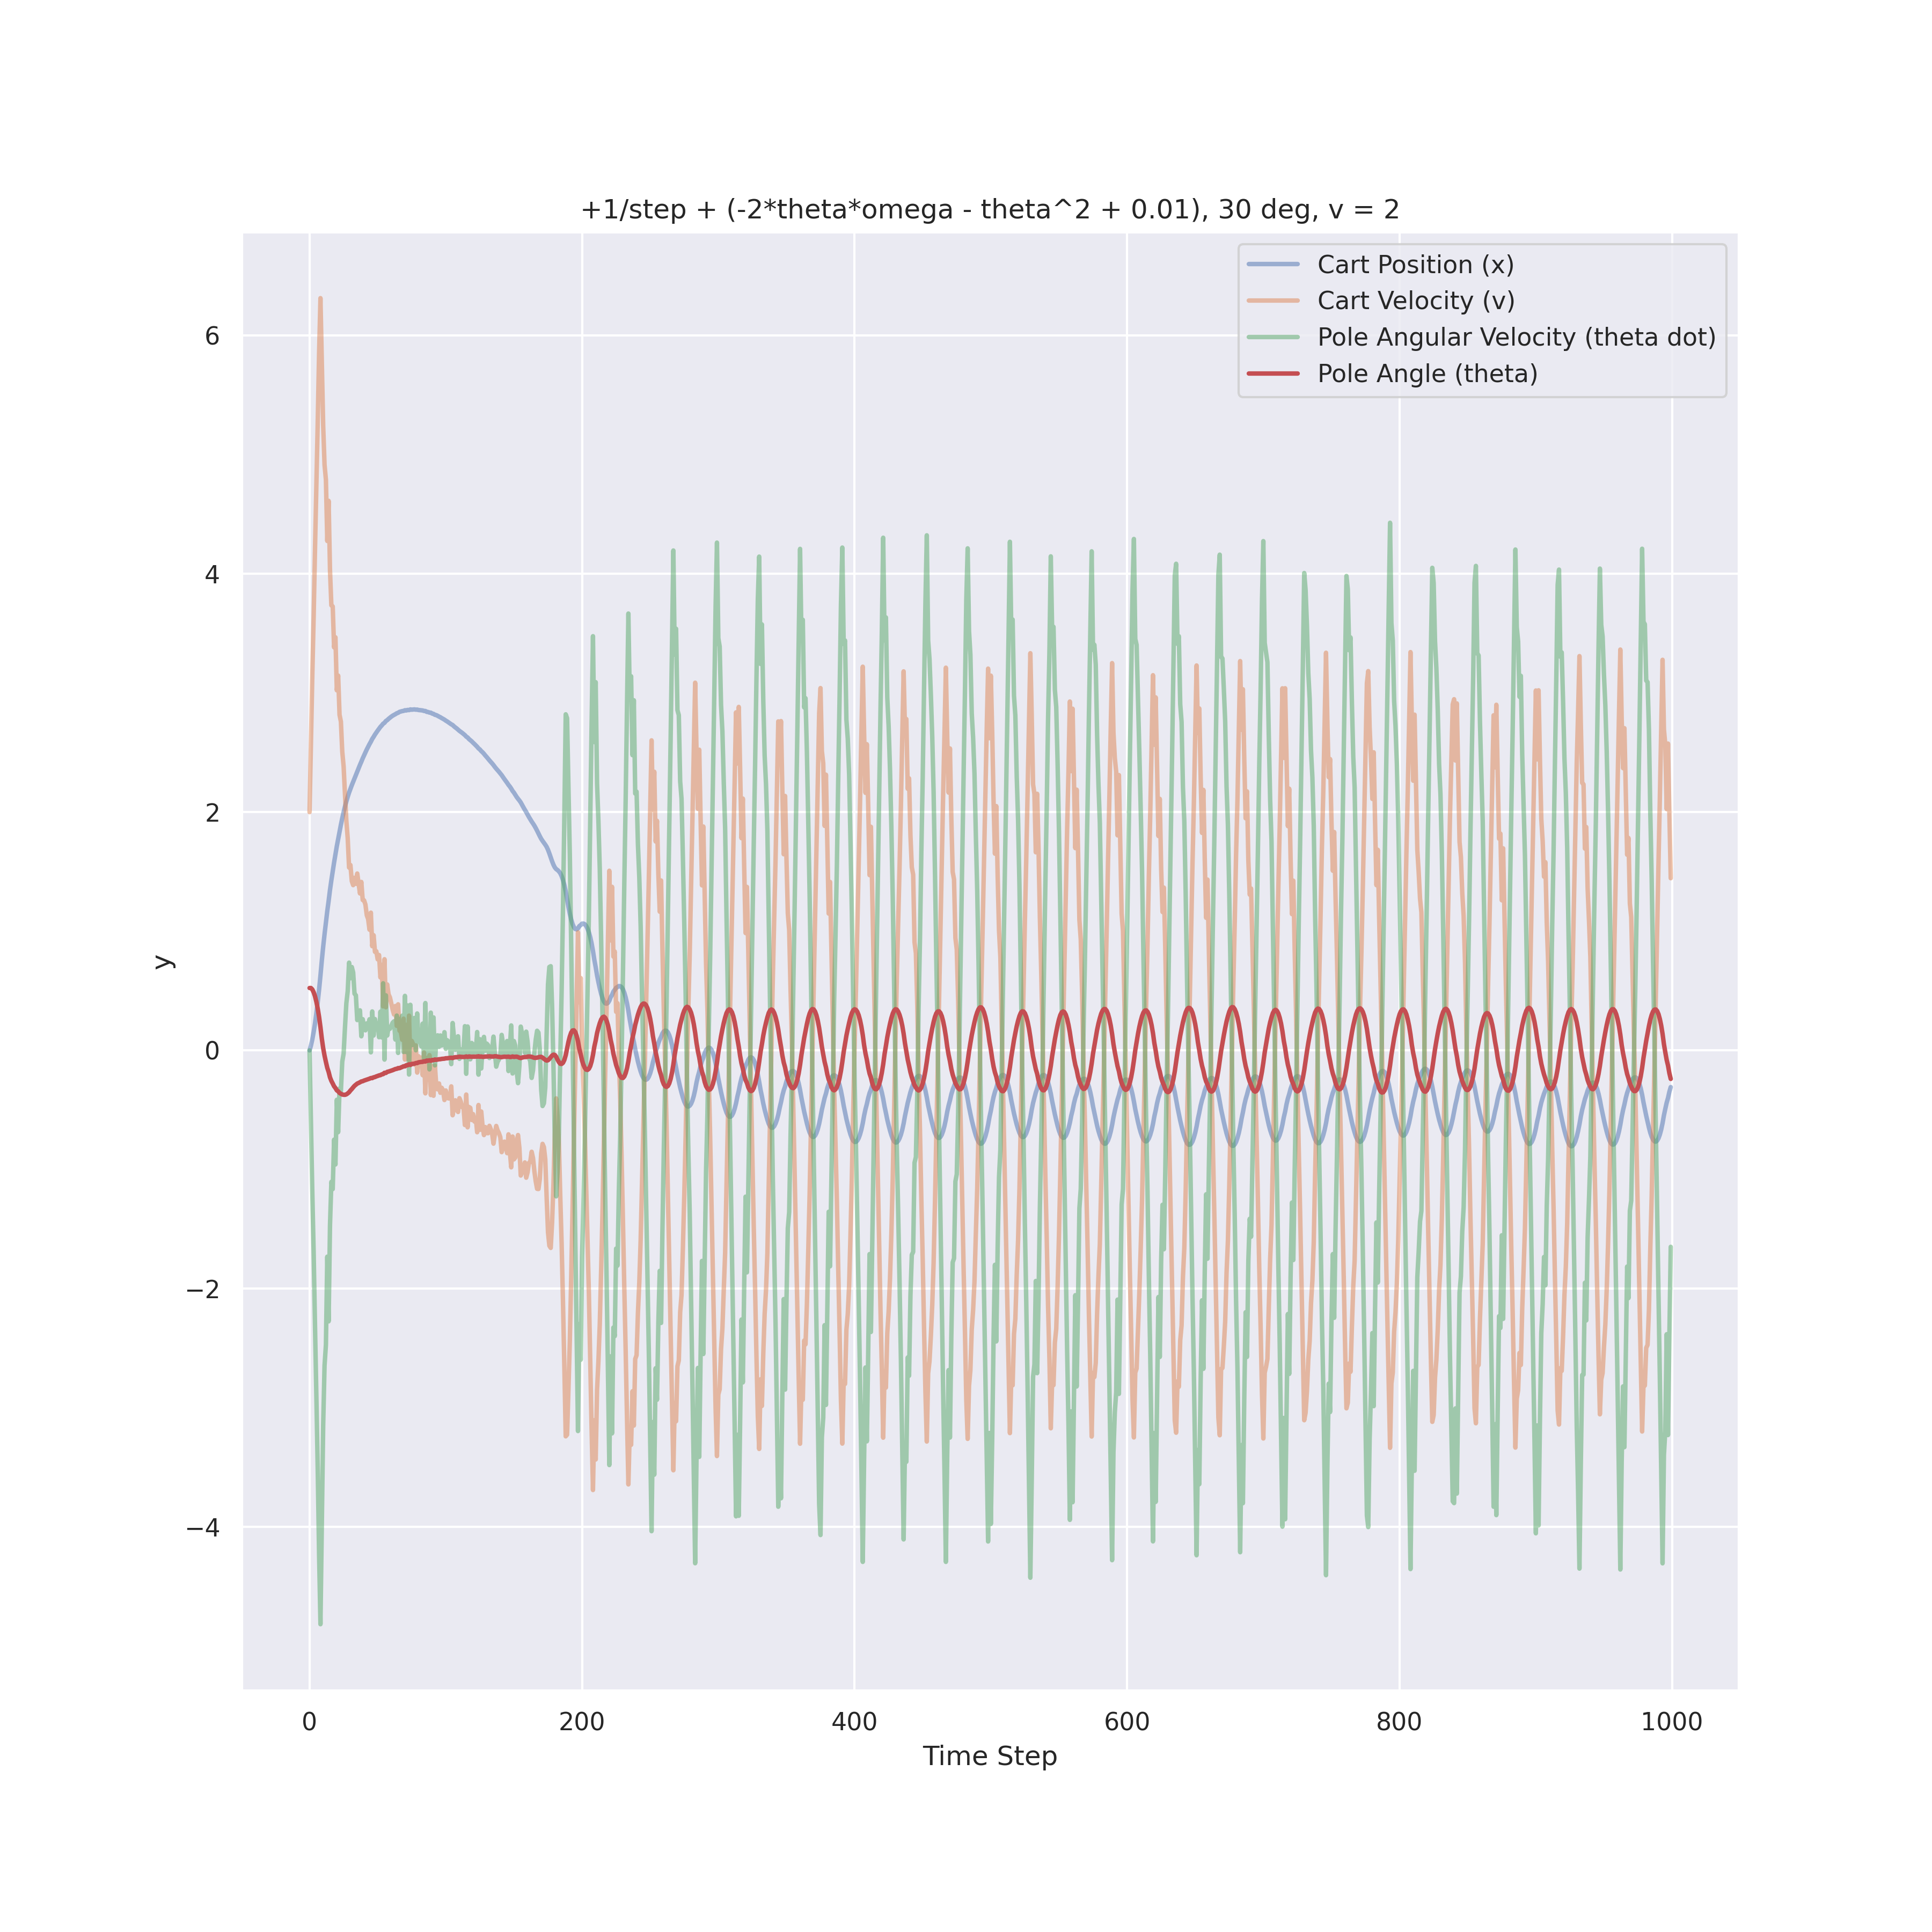 +1/step + (-2*theta*omega - theta^2 + 0.01), 30 deg, v = 2
Cart Position (x)
Cart Velocity (v)
Pole Angular Velocity (theta dot)
Pole Angle (theta)
6
4
2
0
−2
−4
y
0 200 400 600 800 1000
Time Step